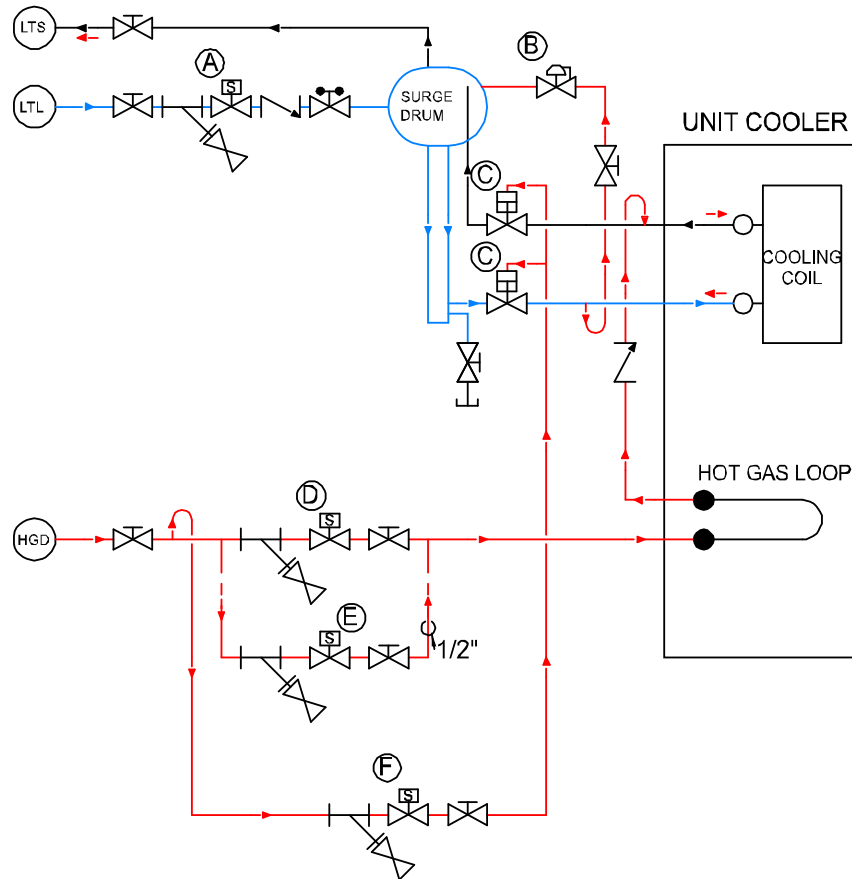 LTS
A
S
LTL
B
SURGE
DRUM
UNIT COOLER
C
C
COOLING
COIL
HOT GAS LOOP
D
S
HGD
E
S
1/2"
F
S